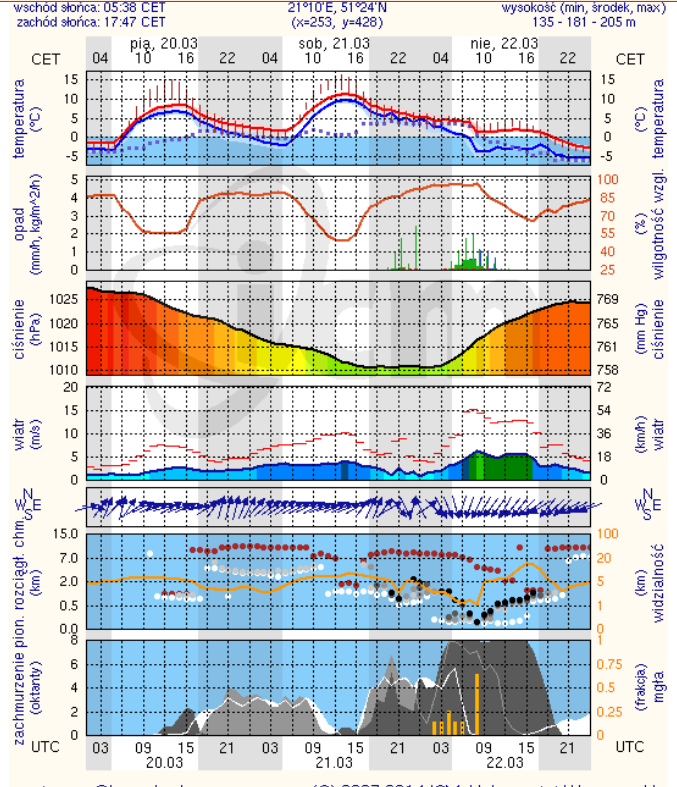 wschód słońca: 05:38 CET 21°10'E, 51°24'N wysokość (min, środek, max)
zachód słońca: 17:47 CET (x=253, y=428) 135 - 181 - 205 m
pią, 20.03 sob, 21.03 nie, 22.03
CET 04 10 16 22 04 10 16 22 04 10 16 22 CET
temperatura
(°C)
15
10
5
0
-5
15
10
5
0
-5
(°C)
temperatura
opad
(mm/h, kg/m^2/h)
5
4
3
2
1
0
100
85
70
55
40
25
(%)
wilgotność wzgl.
ciśnienie
(hPa)
1025
1020
1015
1010
769
765
761
758
(mm Hg)
ciśnienie
wiatr
(m/s)
20
15
10
5
0
72
54
36
18
0
(km/h)
wiatr
N
W E
S
N
W E
S
pion. rozciągł. chm.
(km)
15.0
7.0
2.0
0.5
0.0
100
20
5
1
0
(km)
widzialność
zachmurzenie
(oktanty)
8
6
4
2
0
1
0.75
0.5
0.25
0
(frakcja)
mgła
UTC 03 09 15 21 03 09 15 21 03 09 15 21 UTC
20.03 21.03 22.03